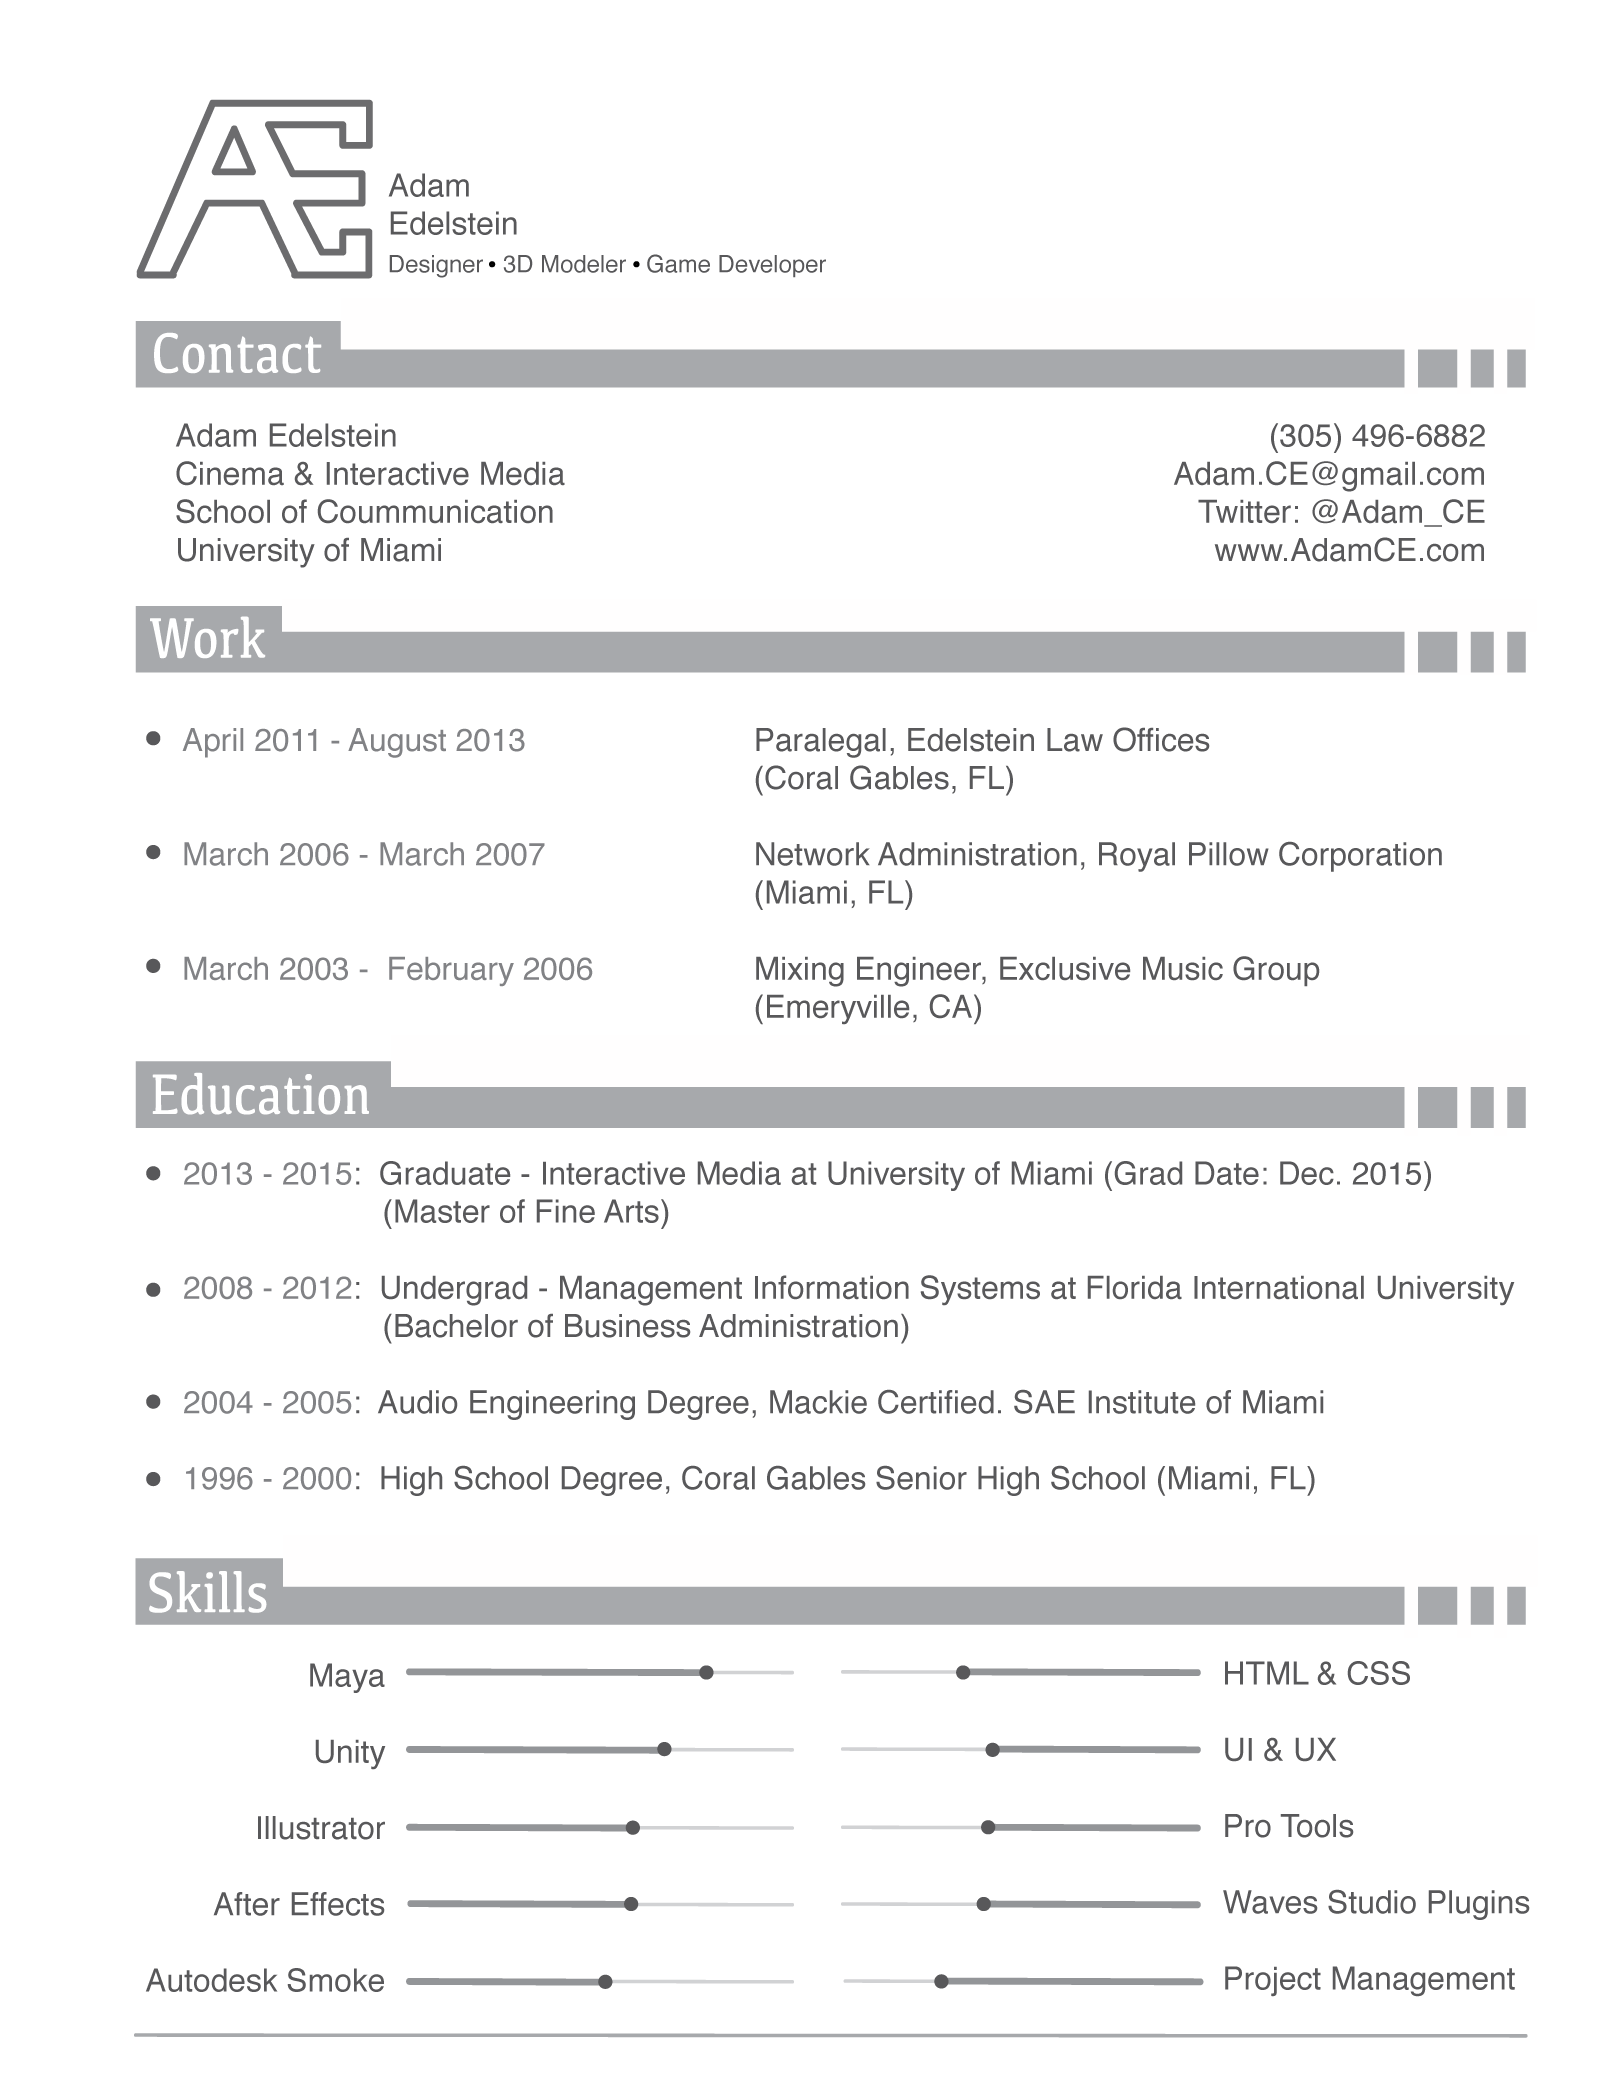 Æ
Adam
Edelstein
Designer • 3D Modeler • Game Developer
Contact
Adam Edelstein
Cinema & Interactive Media
School of Coummunication
University of Miami
(305) 496-6882
Adam.CE@gmail.com
Twitter: @Adam_CE
www.AdamCE.com
Work
• April 2011 - August 2013
Paralegal, Edelstein Law Offices
(Coral Gables, FL)
• March 2006 - March 2007
Network Administration, Royal Pillow Corporation
(Miami, FL)
• March 2003 -  February 2006
Mixing Engineer, Exclusive Music Group
(Emeryville, CA)
Education
• 2013 - 2015:  Graduate - Interactive Media at University of Miami (Grad Date: Dec. 2015)
(Master of Fine Arts)
• 2008 - 2012:  Undergrad - Management Information Systems at Florida International University
(Bachelor of Business Administration)
• 2004 - 2005:  Audio Engineering Degree, Mackie Certified. SAE Institute of Miami
• 1996 - 2000:  High School Degree, Coral Gables Senior High School (Miami, FL)
Skills
Maya
HTML & CSS
Unity
UI & UX
Illustrator
Pro Tools
After Effects
Waves Studio Plugins
Autodesk Smoke
Project Management